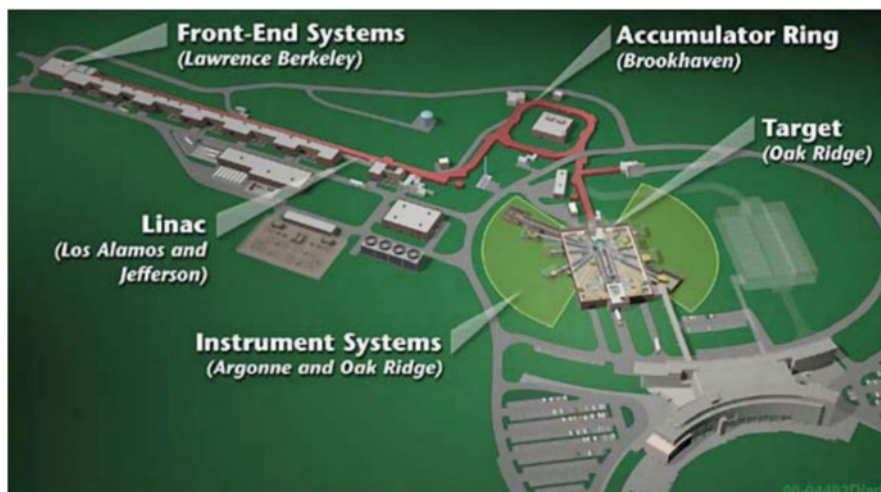 Front-End Systems
(Lawrence Berkeley)
Accumulator Ring
(Brookhaven)
Target
(Oak Ridge)
Linac
(Los Alamos and
Jefferson)
Instrument Systems
(Argonne and Oak Ridge)